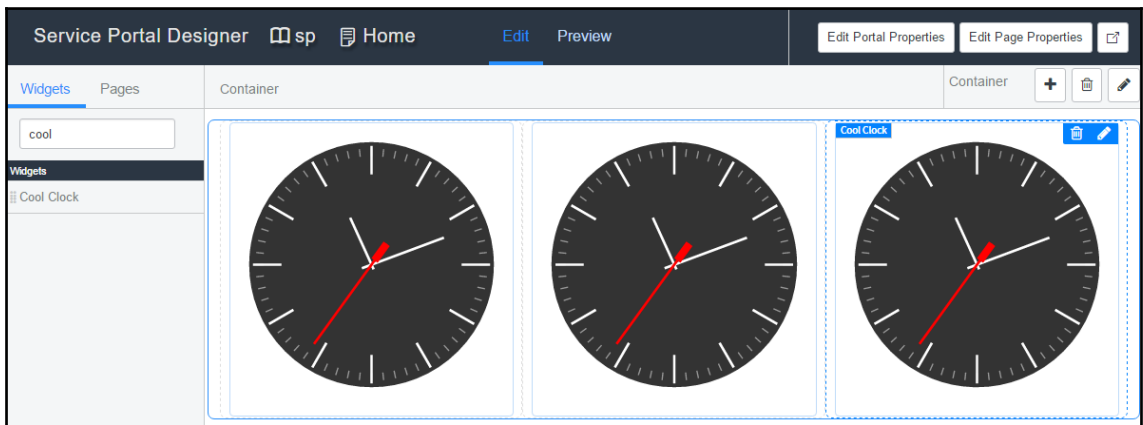 Service Portal Designer sp Home Edit Preview Edit Portal Properties Edit Page Properties
Widgets Pages Container Container
cool
Widgets
Cool Clock
Cool Clock